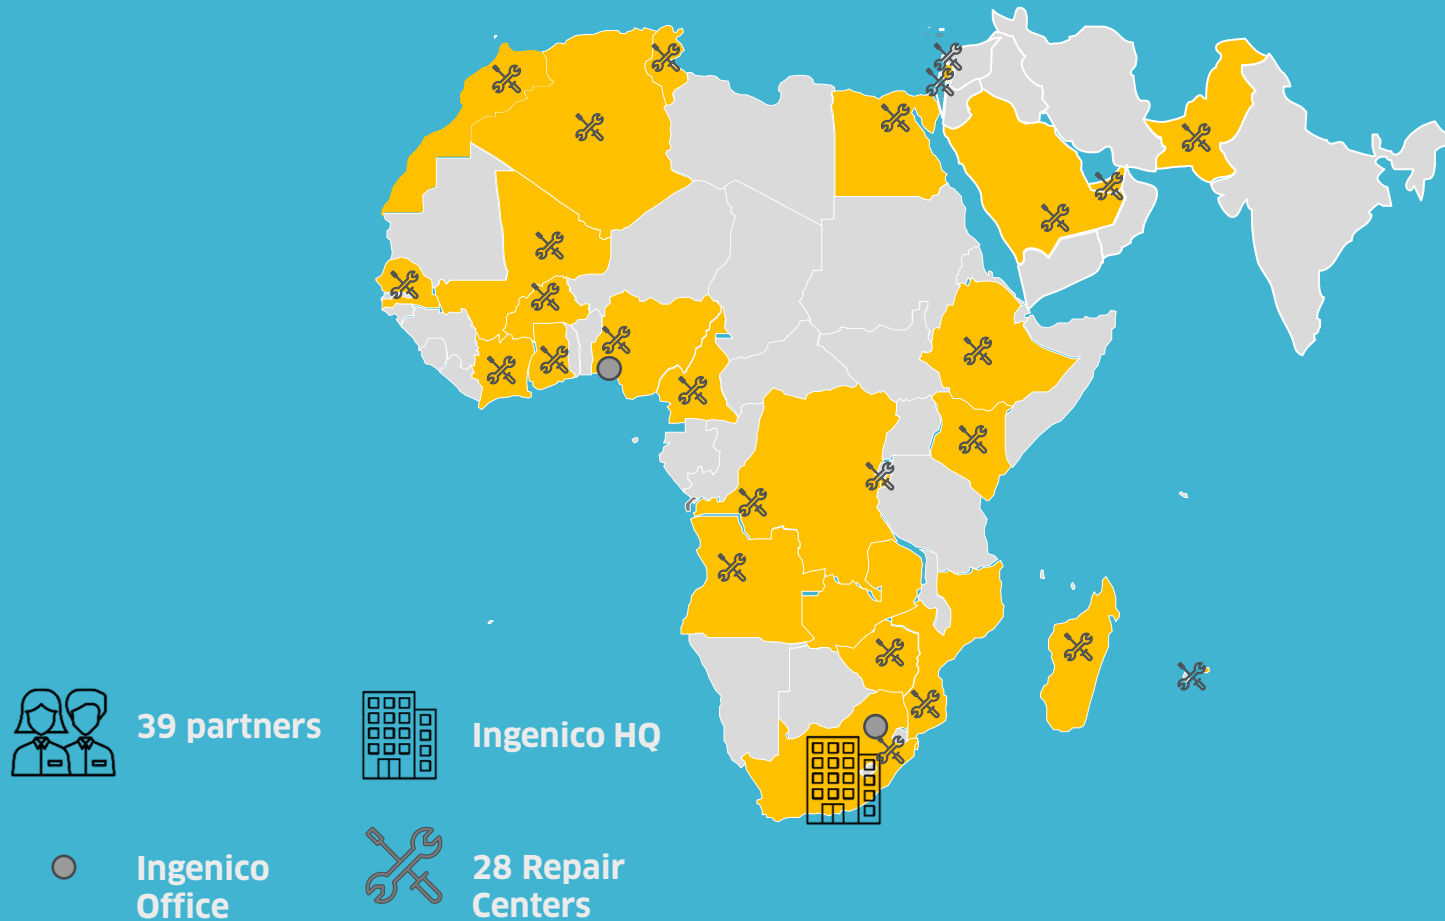 39 partners
Ingenico HQ
Ingenico
Office
28 Repair
Centers